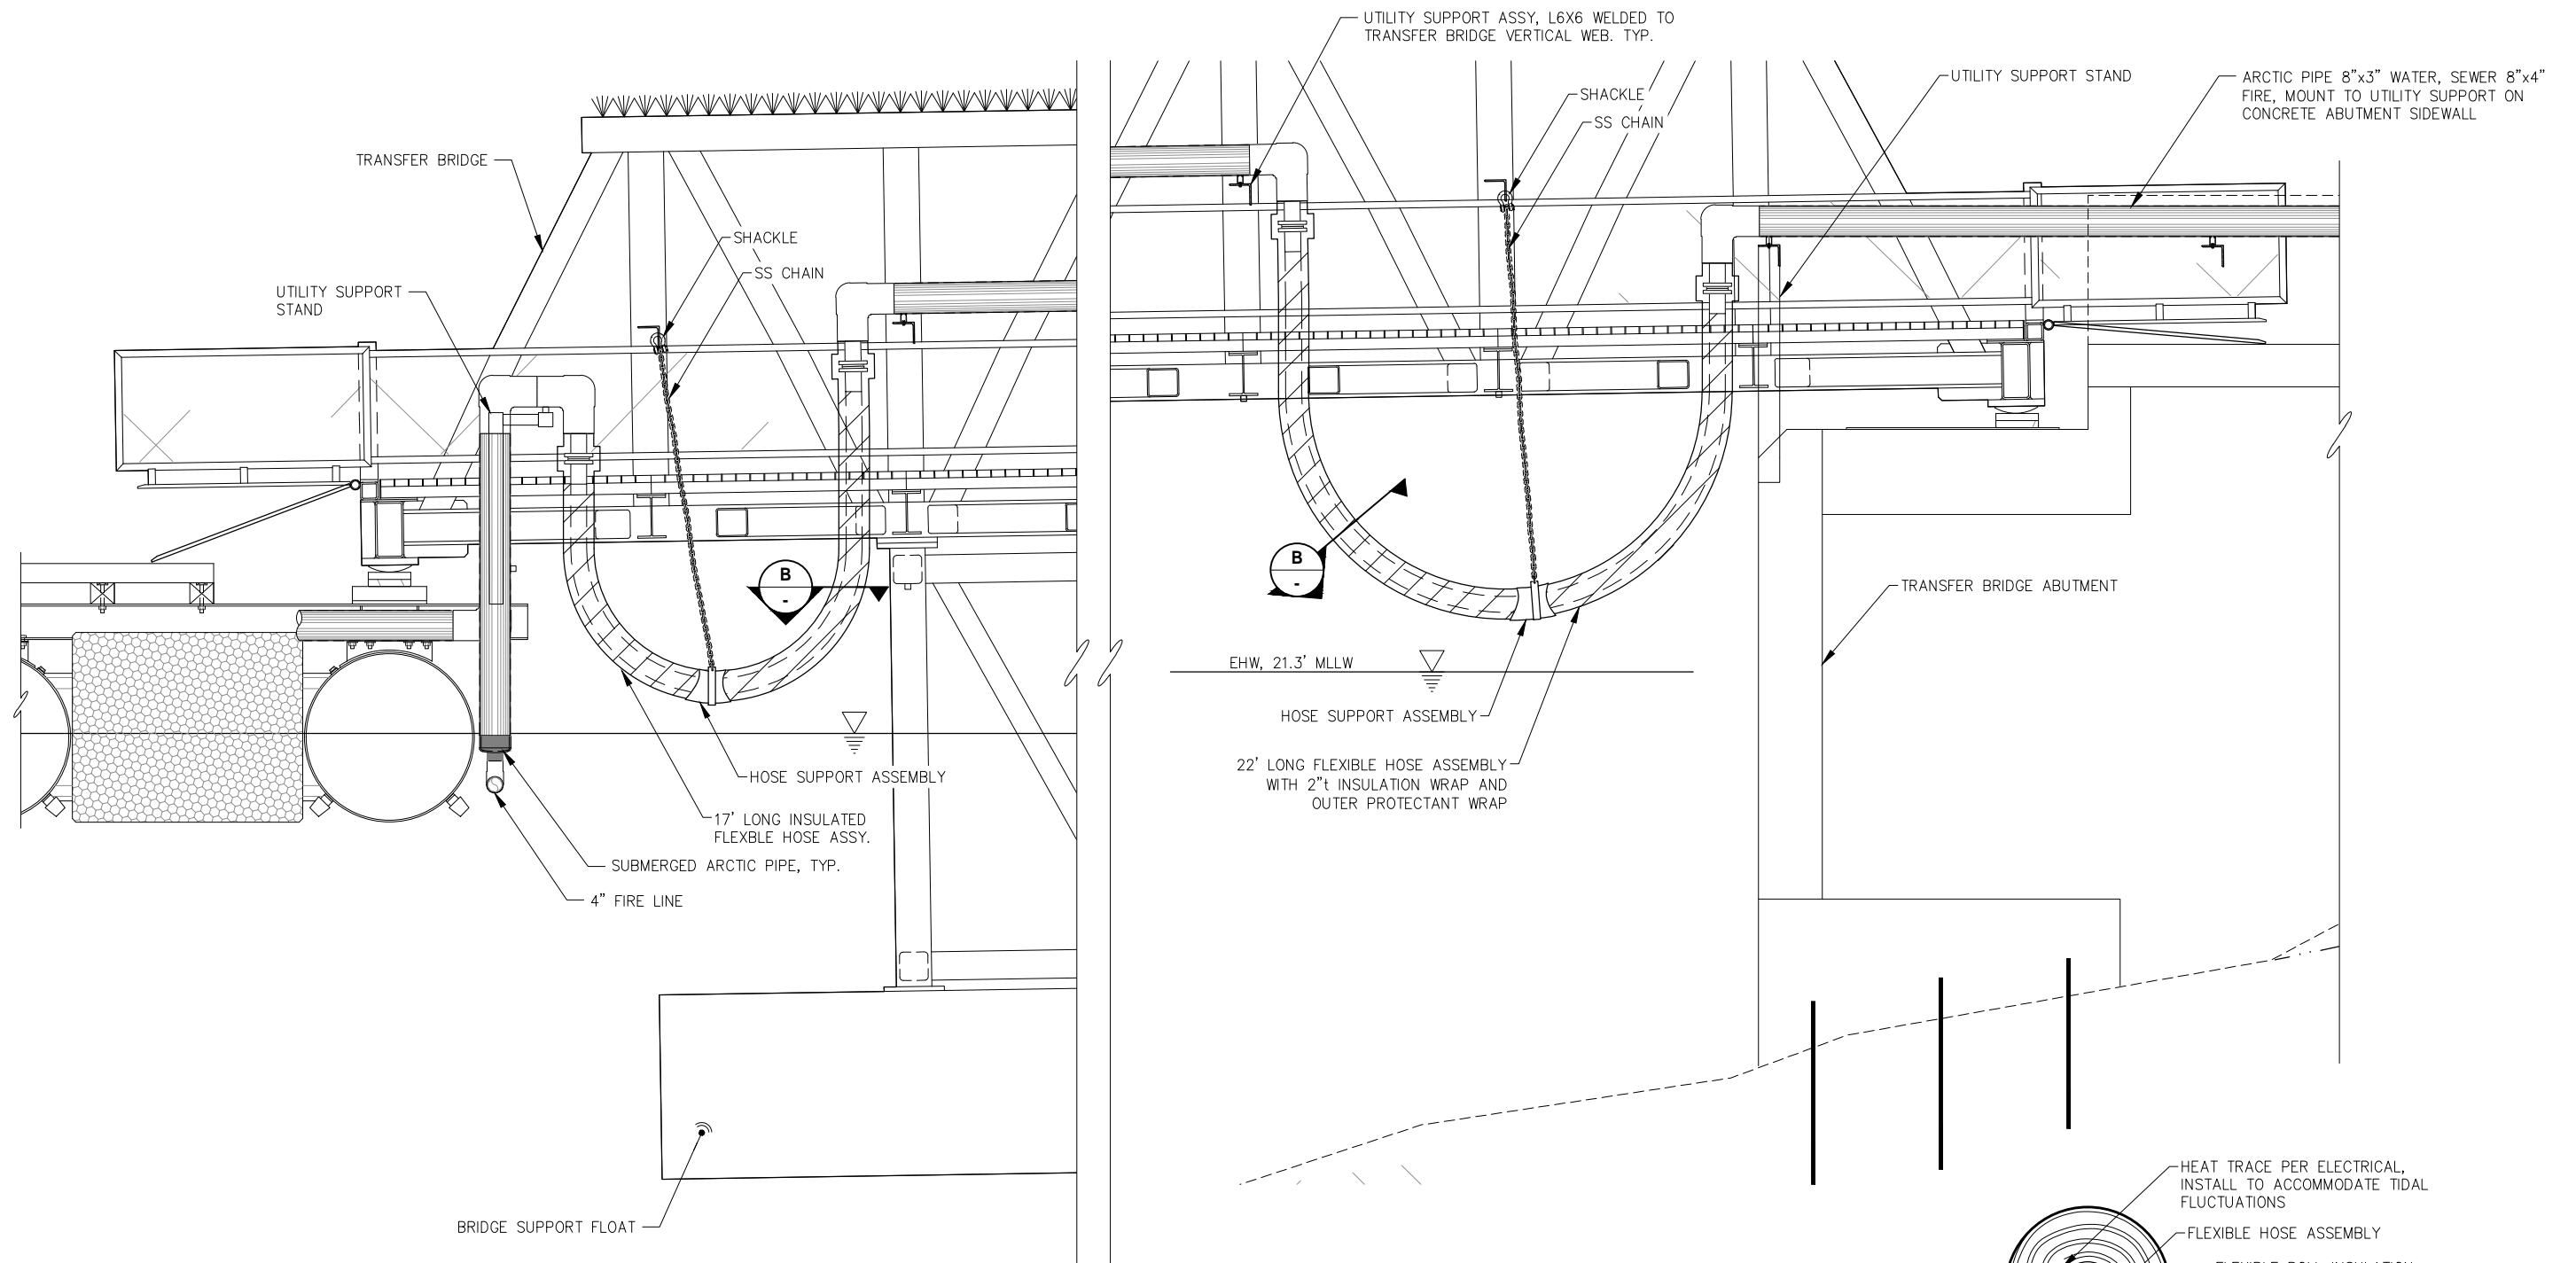 UTILITY SUPPORT ASSY, L6X6 WELDED TO
TRANSFER BRIDGE VERTICAL WEB. TYP.
SHACKLE
SS CHAIN
UTILITY SUPPORT STAND
ARCTIC PIPE 8"x3" WATER, SEWER 8"x4"
FIRE, MOUNT TO UTILITY SUPPORT ON
CONCRETE ABUTMENT SIDEWALL
TRANSFER BRIDGE
SHACKLE
SS CHAIN
UTILITY SUPPORT
STAND
B
-
B
-
TRANSFER BRIDGE ABUTMENT
EHW, 21.3' MLLW
HOSE SUPPORT ASSEMBLY
22' LONG FLEXIBLE HOSE ASSEMBLY
WITH 2"t INSULATION WRAP AND
OUTER PROTECTANT WRAP
HOSE SUPPORT ASSEMBLY
17' LONG INSULATED
FLEXBLE HOSE ASSY.
SUBMERGED ARCTIC PIPE, TYP.
4" FIRE LINE
BRIDGE SUPPORT FLOAT
HEAT TRACE PER ELECTRICAL,
INSTALL TO ACCOMMODATE TIDAL
FLUCTUATIONS
FLEXIBLE HOSE ASSEMBLY